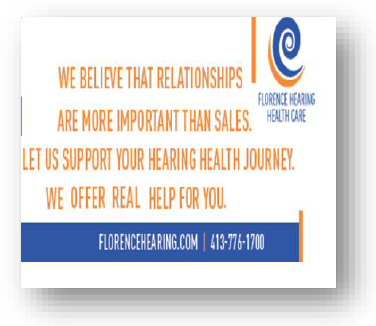 WE BELIEVE THAT RELATIONSHIPS
ARE MORE IMPORTANT THAN SALES.
LET US SUPPORT YOUR HEARING HEALTH JOURNEY.
WE OFFER REAL HELP FOR YOU.
FLORENCE HEARING
HEALTH CARE
FLORENCEHEARING.COM | 413-776-1700